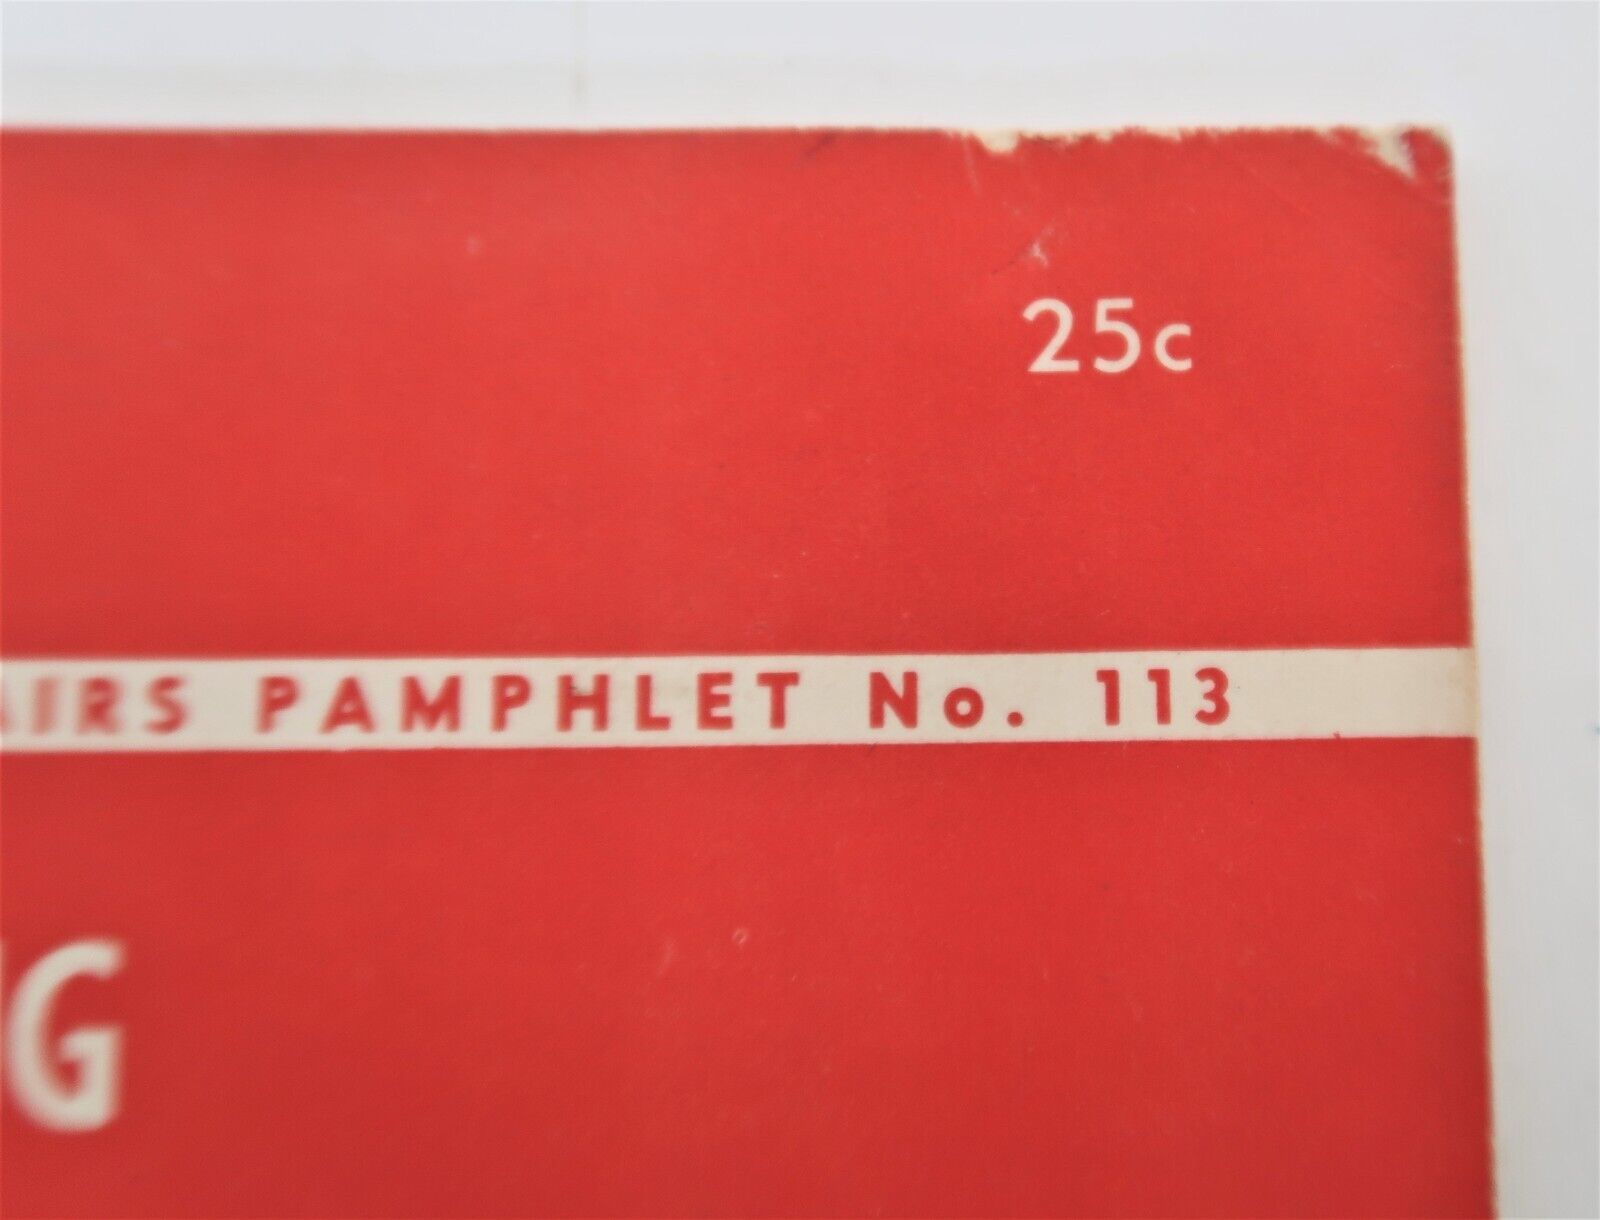 25c
AIRS PAMPHLET No. 113
G